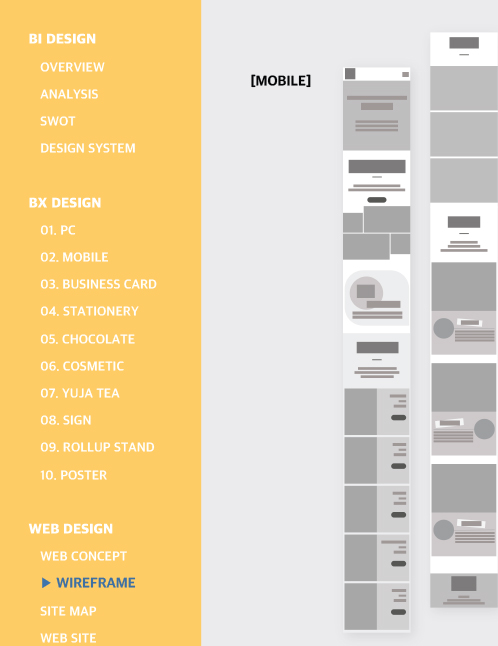 BI DESIGN
OVERVIEW
ANALYSIS
SWOT
DESIGN SYSTEM
BX DESIGN
01. PC
02. MOBILE
03. BUSINESS CARD
04. STATIONERY
05. CHOCOLATE
06. COSMETIC
07. YUJA TEA
08. SIGN
09. ROLLUP STAND
10. POSTER
WEB DESIGN
WEB CONCEPT
▶ WIREFRAME
SITE MAP
WEB SITE
[MOBILE]